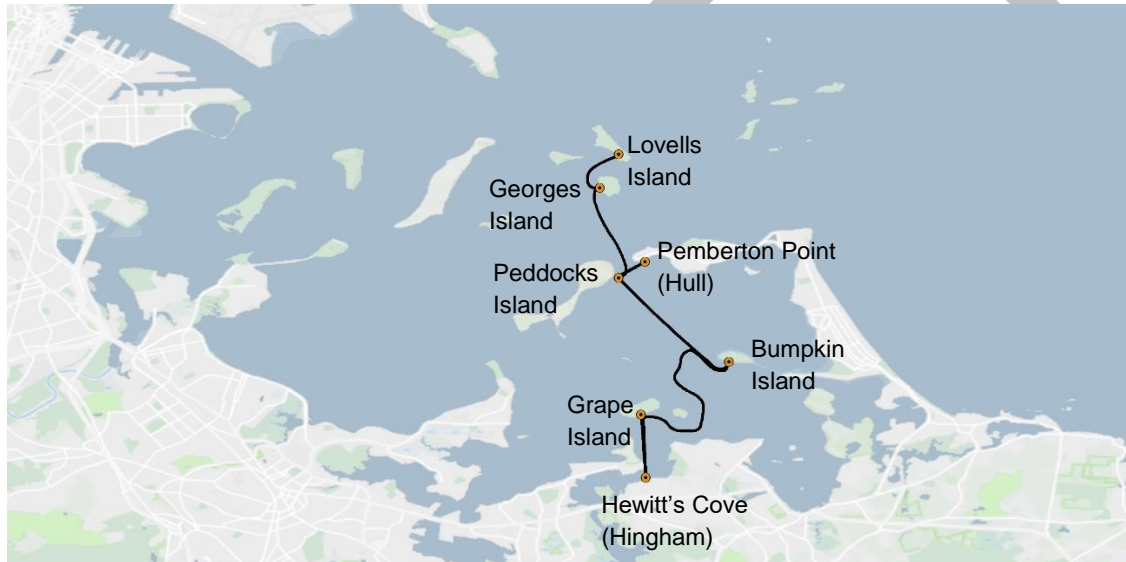 Lovells
Island
Georges
Island
Pemberton Point
(Hull)
Peddocks
Island
Bumpkin
Island
Grape
Island
Hewitt’s Cove
(Hingham)